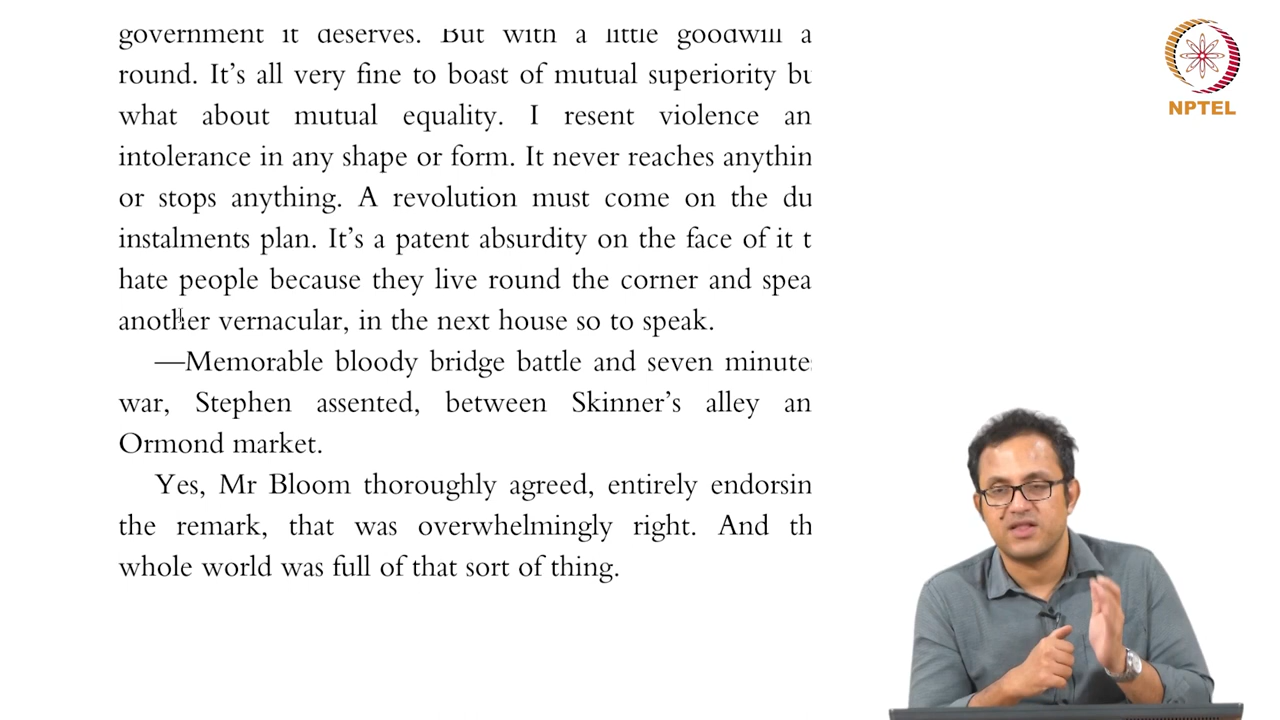 government it deserves. But with a little goodwill a
round. It's all very fine to boast of mutual superiority bu
what about mutual equality. I resent violence an
intolerance in any shape or form. It never reaches anythin
or stops anything. A revolution must come on the du
instalments plan. It's a patent absurdity on the face of it t
hate people because they live round the corner and spea
another vernacular, in the next house so to speak.
—Memorable bloody bridge battle and seven minute
war, Stephen assented, between Skinner's alley an
Ormond market.
Yes, Mr Bloom thoroughly agreed, entirely endorsin
the remark, that was overwhelmingly right. And th
whole world was full of that sort of thing.
NPTEL